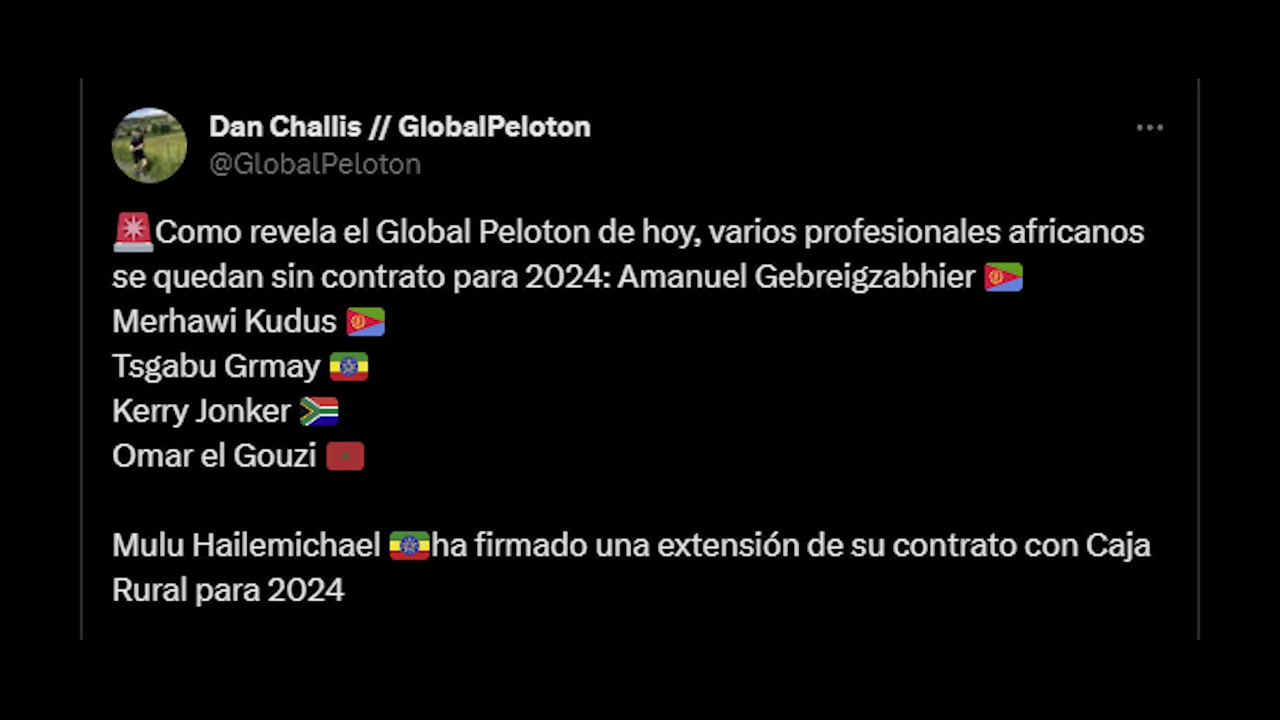 Dan Challis // GlobalPeloton
@GlobalPeloton
🚨Como revela el Global Peloton de hoy, varios profesionales africanos
se quedan sin contrato para 2024: Amanuel Gebreigzabhier 🇪🇷
Merhawi Kudus 🇪🇷
Tsgabu Grmay 🇪🇹
Kerry Jonker 🇿🇦
Omar el Gouzi 🇲🇦
Mulu Hailemichael 🇪🇹ha firmado una extensión de su contrato con Caja
Rural para 2024